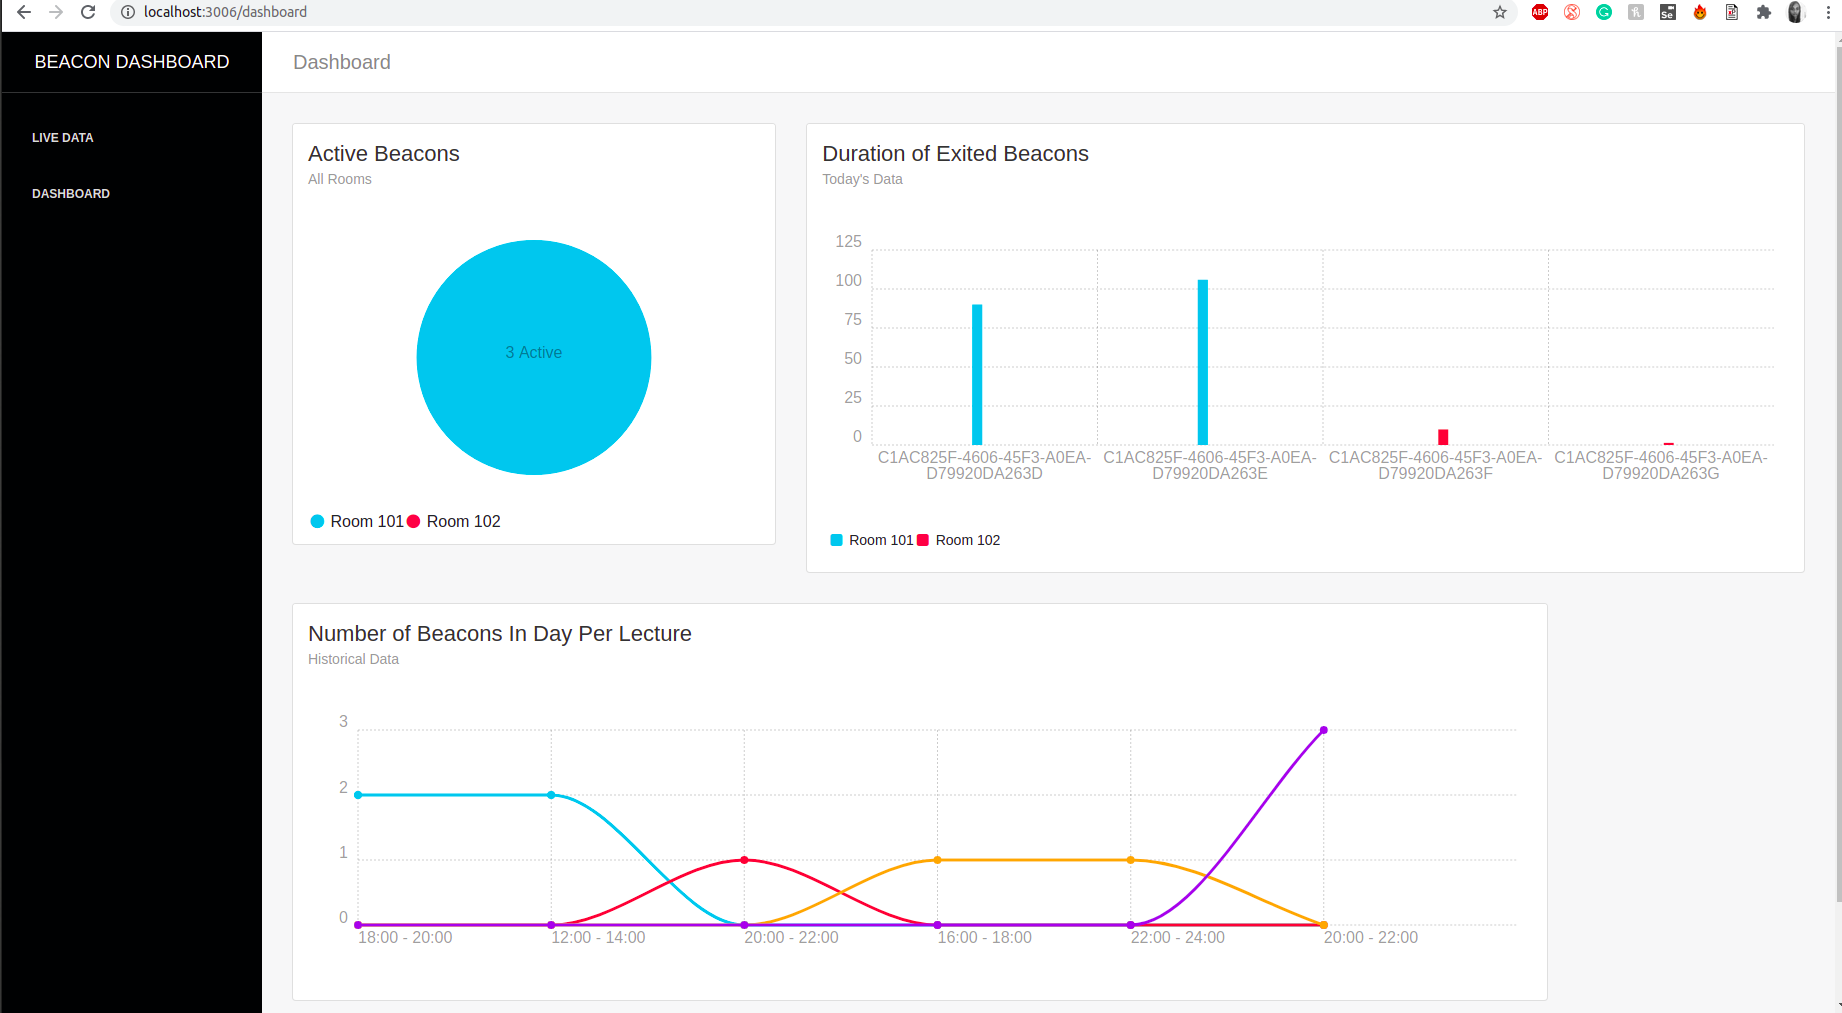 localhost:3006/dashboard
ABP
Se
BEACON DASHBOARD
Dashboard
LIVE DATA
DASHBOARD
Active Beacons
All Rooms
3 Active
Room 101 Room 102
Duration of Exited Beacons
Today's Data
125
100
75
50
25
0
C1AC825F-4606-45F3-A0EA- C1AC825F-4606-45F3-A0EA- C1AC825F-4606-45F3-A0EA- C1AC825F-4606-45F3-A0EA-
D79920DA263D D79920DA263E D79920DA263F D79920DA263G
Room 101 Room 102
Number of Beacons In Day Per Lecture
Historical Data
3
2
1
0
18:00 - 20:00 12:00 - 14:00 20:00 - 22:00 16:00 - 18:00 22:00 - 24:00 20:00 - 22:00